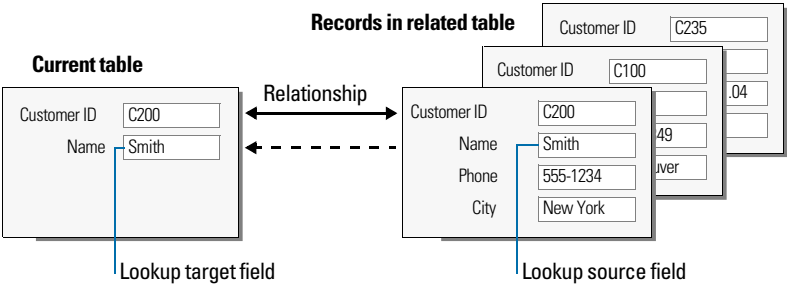 Records in related table
Customer ID C235
.04
Current table
Customer ID C100
49
uver
Relationship
Customer ID C200
Name Smith
Customer ID C200
Name Smith
Phone 555-1234
City New York
Lookup target field
Lookup source field